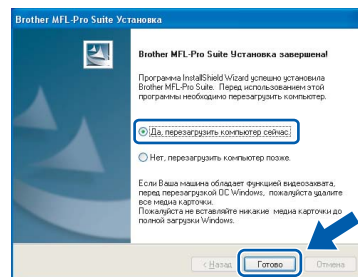 Brother MFL-Pro Suite Установка
Brother MFL-Pro Suite Установка завершена!
Программа InstallShield Wizard успешно установила
Brother MFL-Pro Suite. Перед использованием этой
программы необходимо перезагрузить компьютер.
Да, перезагрузить компьютер сейчас.
Нет, перезагрузить компьютер позже.
Если Ваша машина обладает функцией видеозахвата,
перед перезагрузкой ОС Windows, пожалуйста удалите
все медиа карточки.
Пожалуйста не вставляйте никакие медиа карточки до
полной загрузки Windows.
< Назад
Готово
Отмена